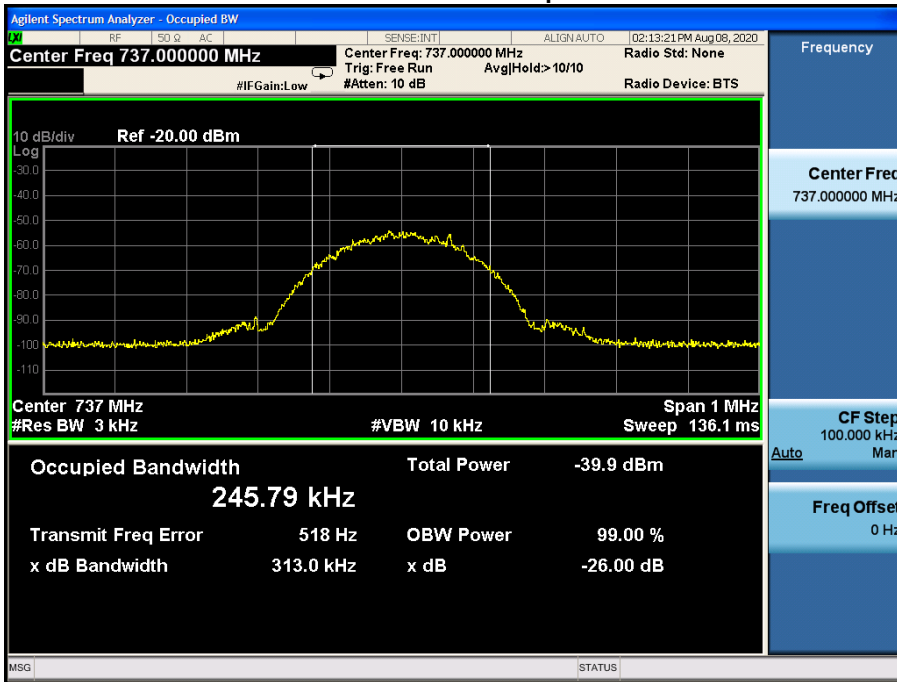 Agilent Spectrum Analyzer - Occupied BW
LXI RF 50 Ω AC SENSE:INT ALIGN AUTO 02:13:21 PM Aug 08, 2020
Center Freq 737.000000 MHz
Center Freq: 737.000000 MHz
Radio Std: None
Trig: Free Run Avg|Hold:> 10/10
#IFGain:Low #Atten: 10 dB Radio Device: BTS
10 dB/div Ref -20.00 dBm
Log
-30.0
-40.0
-50.0
-60.0
-70.0
-80.0
-90.0
-100
-110
Center 737 MHz Span 1 MHz
#Res BW 3 kHz #VBW 10 kHz Sweep 136.1 ms
Occupied Bandwidth Total Power -39.9 dBm
245.79 kHz
Transmit Freq Error 518 Hz OBW Power 99.00 %
x dB Bandwidth 313.0 kHz x dB -26.00 dB
MSG STATUS
Frequency
Center Freq
737.000000 MHz
CF Step
100.000 kHz
Auto Man
Freq Offset
0 Hz